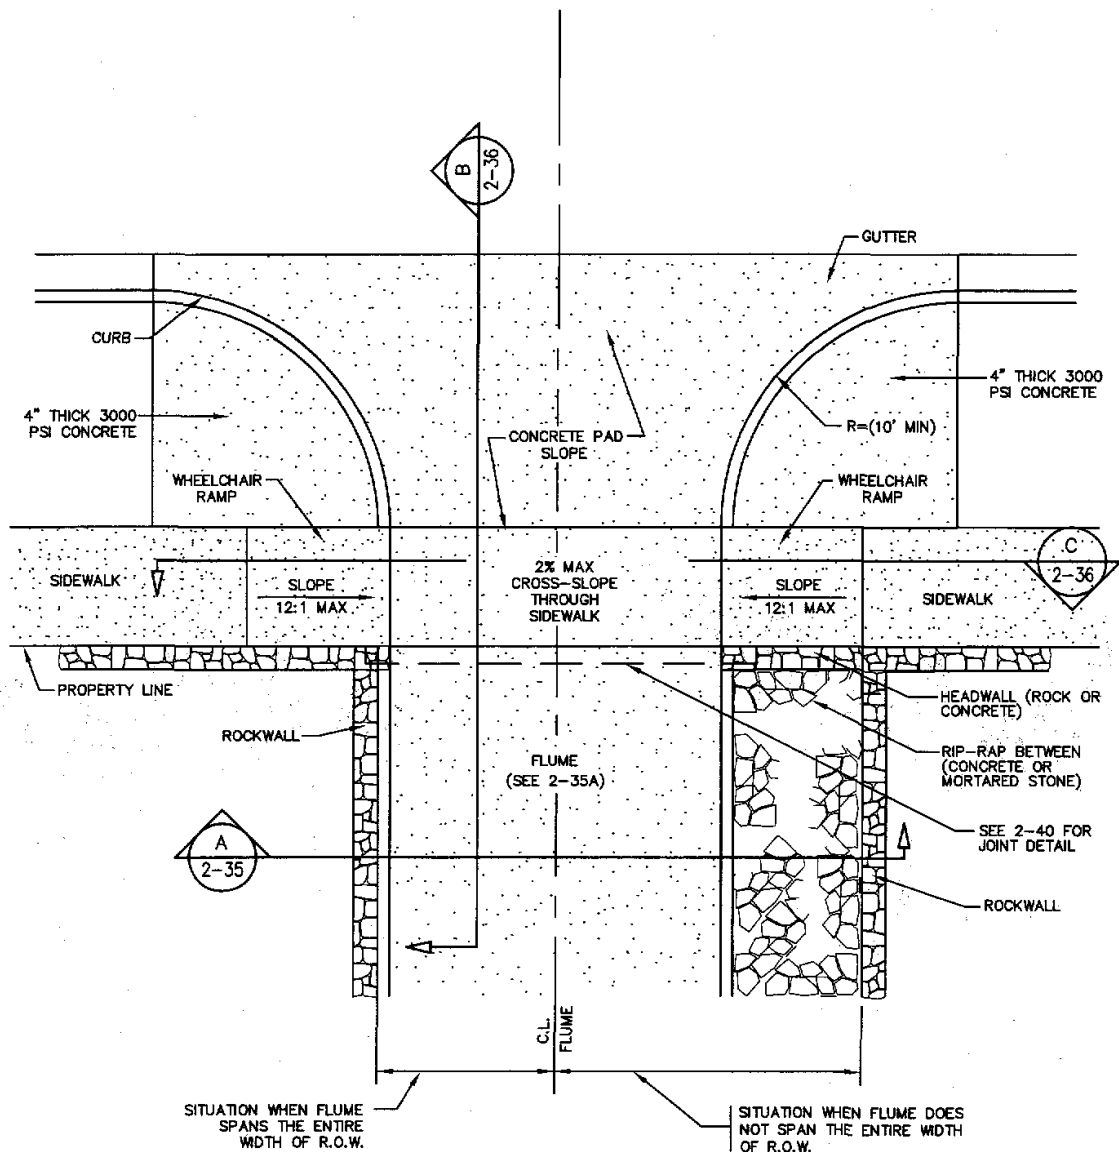 B
2-36
GUTTER
CURB
4" THICK 3000
PSI CONCRETE
4" THICK 3000
PSI CONCRETE
R=(10' MIN)
CONCRETE PAD
SLOPE
WHEELCHAIR
RAMP
WHEELCHAIR
RAMP
C
2-36
SIDEWALK
SLOPE
12:1 MAX
2% MAX
CROSS-SLOPE
THROUGH
SIDEWALK
SLOPE
12:1 MAX
SIDEWALK
PROPERTY LINE
HEADWALL (ROCK OR
CONCRETE)
ROCKWALL
FLUME
(SEE 2-35A)
RIP-RAP BETWEEN
(CONCRETE OR
MORTARED STONE)
SEE 2-40 FOR
JOINT DETAIL
A
2-35
ROCKWALL
C.L.
FLUME
SITUATION WHEN FLUME
SPANS THE ENTIRE
WIDTH OF R.O.W.
SITUATION WHEN FLUME DOES
NOT SPAN THE ENTIRE WIDTH
OF R.O.W.